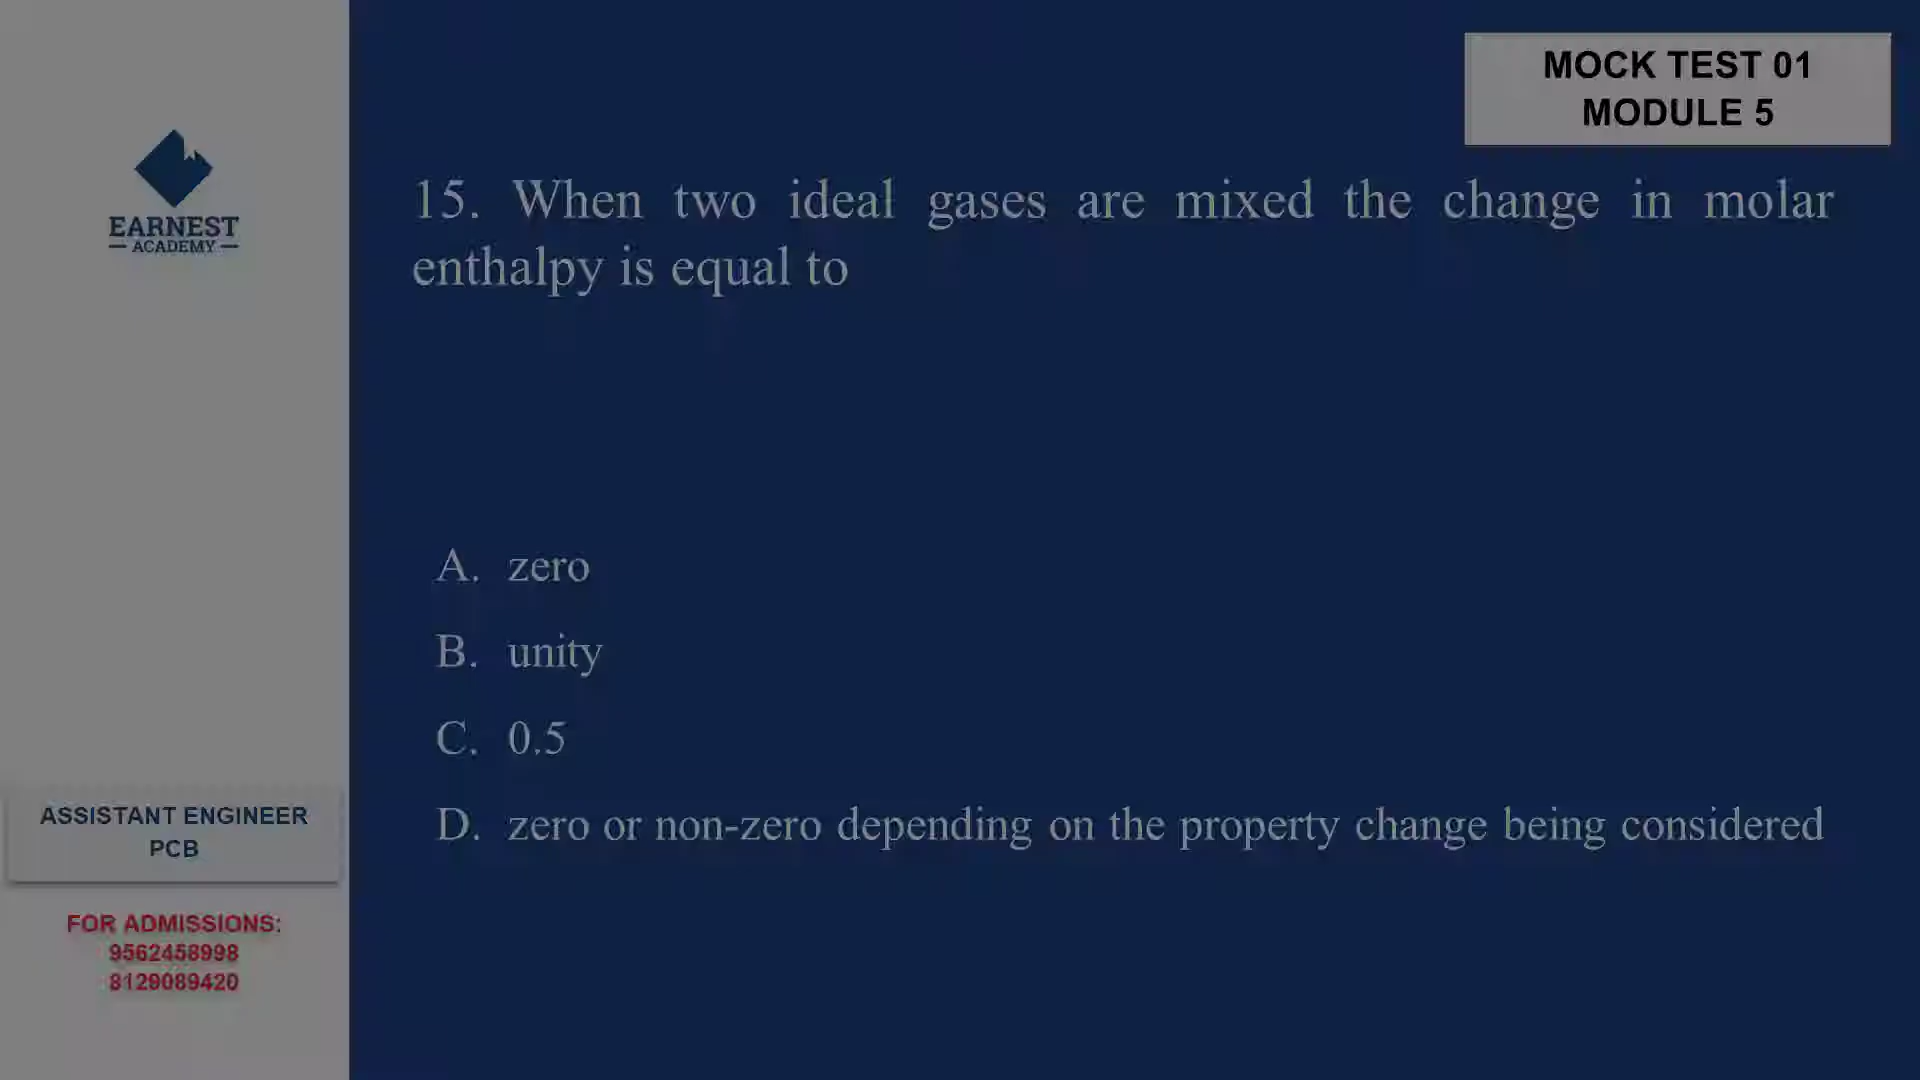 MOCK TEST 01
MODULE 5
EARNEST
ACADEMY
15. When two ideal gases are mixed the change in molar
enthalpy is equal to
A. zero
B. unity
C. 0.5
D. zero or non-zero depending on the property change being considered
ASSISTANT ENGINEER
PCB
FOR ADMISSIONS:
9562458998
8129089420